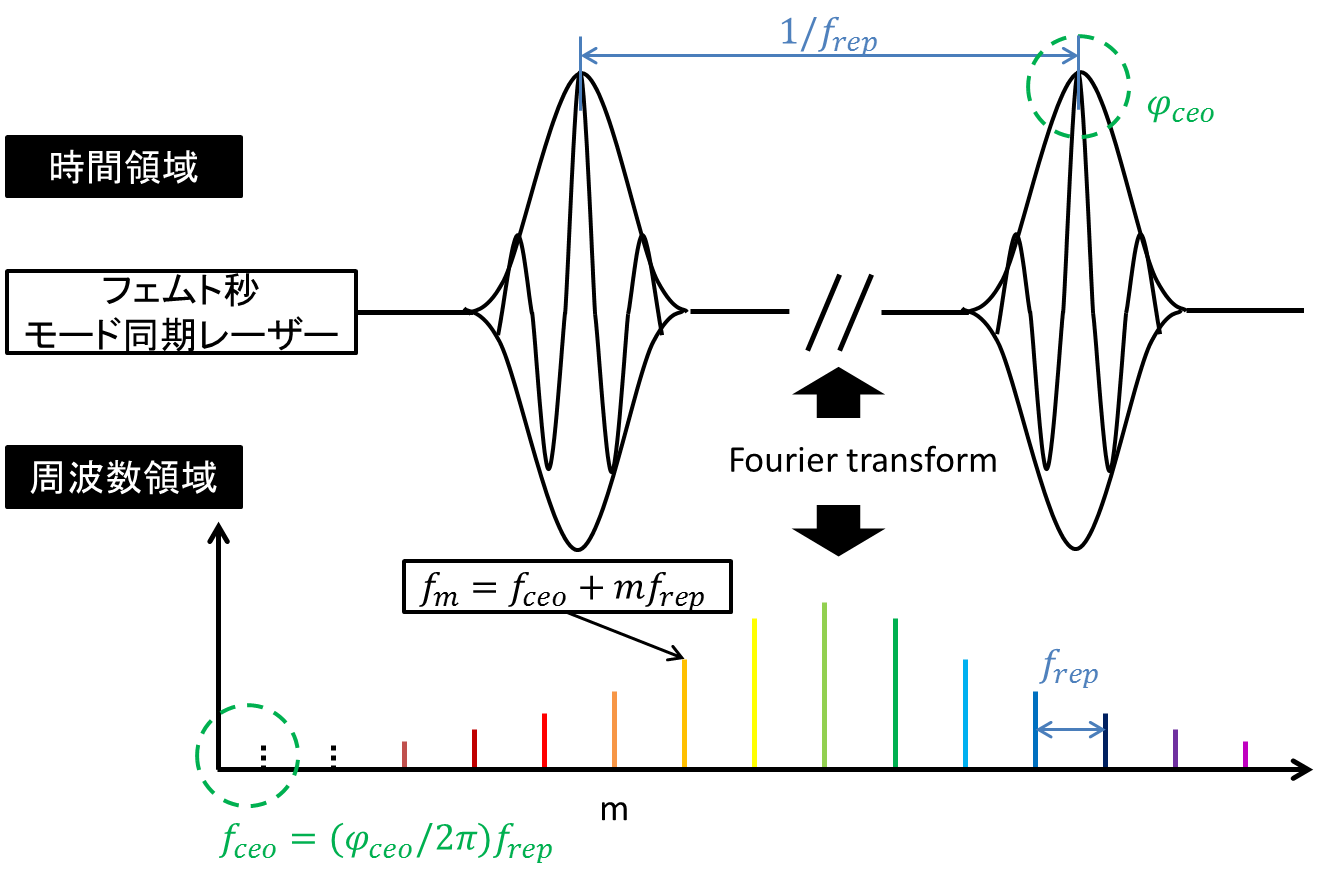 1/f_rep
φ_ceo
時間領域
フェムト秒
モード同期レーザー
周波数領域
Fourier transform
f_m = f_ceo + mf_rep
f_rep
m
f_ceo = (φ_ceo/2π)f_rep